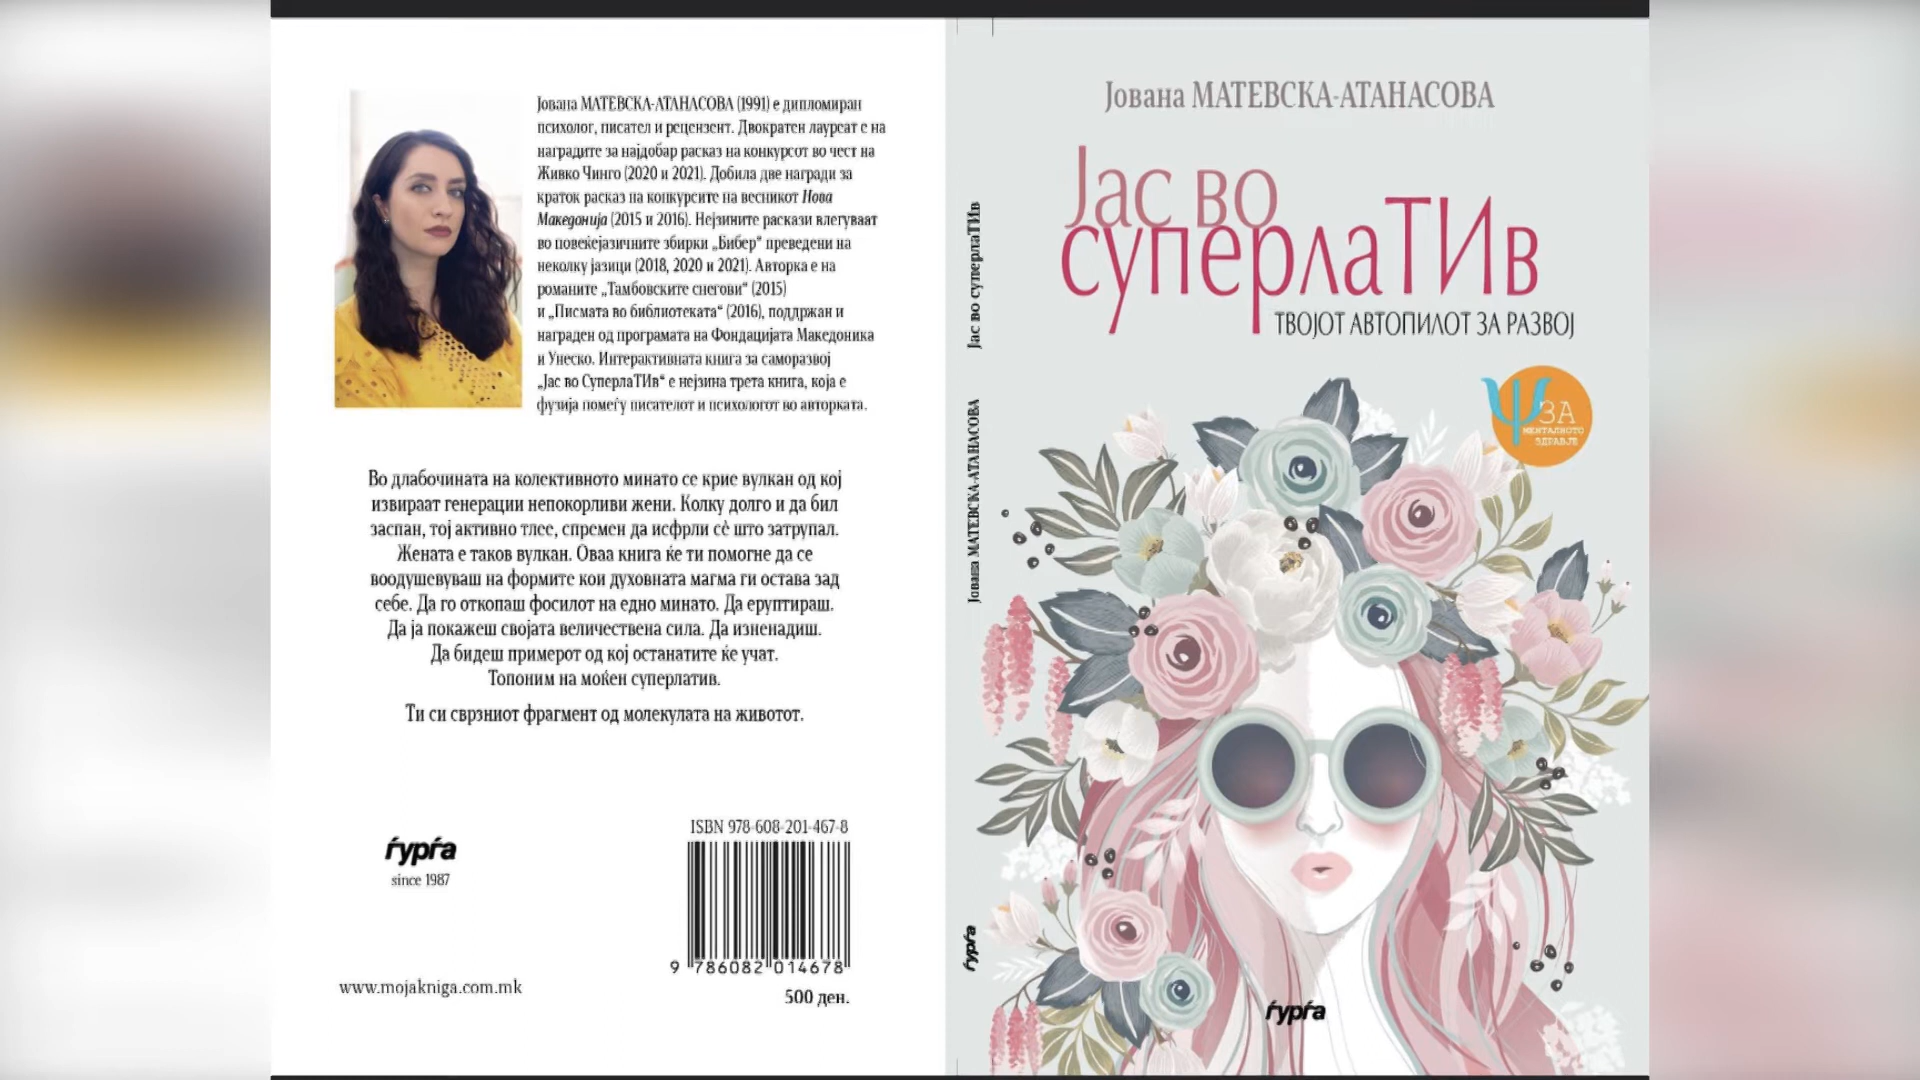 Јована МАТЕВСКА-АТАНАСОВА (1991) е дипломиран
психолог, писател и рецензент. Двократен лауреат е на
наградите за најдобар расказ на конкурсот во чест на
Живко Чинго (2020 и 2021). Добила две награди за
краток расказ на конкурсите на весникот Нова
Македонија (2015 и 2016). Нејзините раскази влегуваат
во повеќејазичните збирки „Бибер“ преведени на
неколку јазици (2018, 2020 и 2021). Авторка е на
романите „Тамбовските снегови“ (2015)
и „Писмата во библиотеката“ (2016), поддржан и
награден од програмата на Фондацијата Македоника
и Унеско. Интерактивната книга за саморазвој
„Јас во СуперлаТИв“ е нејзина трета книга, која е
фузија помеѓу писателот и психологот во авторката.
Во длабочината на колективното минато се крие вулкан од кој
извираат генерации непокорливи жени. Колку долго и да бил
заспан, тој активно тлее, спремен да исфрли сѐ што затрупал.
Жената е таков вулкан. Оваа книга ќе ти помогне да се
воодушевуваш на формите кои духовната магма ги остава зад
себе. Да го откопаш фосилот на едно минато. Да еруптираш.
Да ја покажеш својата величествена сила. Да изненадиш.
Да бидеш примерот од кој останатите ќе учат.
Топоним на моќен суперлатив.
Ти си сврзниот фрагмент од молекулата на животот.
ѓурѓа
since 1987
ISBN 978-608-201-467-8
9 786082 014678
500 ден.
www.mojakniga.com.mk
Јас во суперлаТИв
Јована МАТЕВСКА-АТАНАСОВА
ѓурѓа
Јована МАТЕВСКА-АТАНАСОВА
Јас во
суперлаТИв
ТВОЈОТ АВТОПИЛОТ ЗА РАЗВОЈ
ЗА
МЕНТАЛНОТО
ЗДРАВЈЕ
ѓурѓа